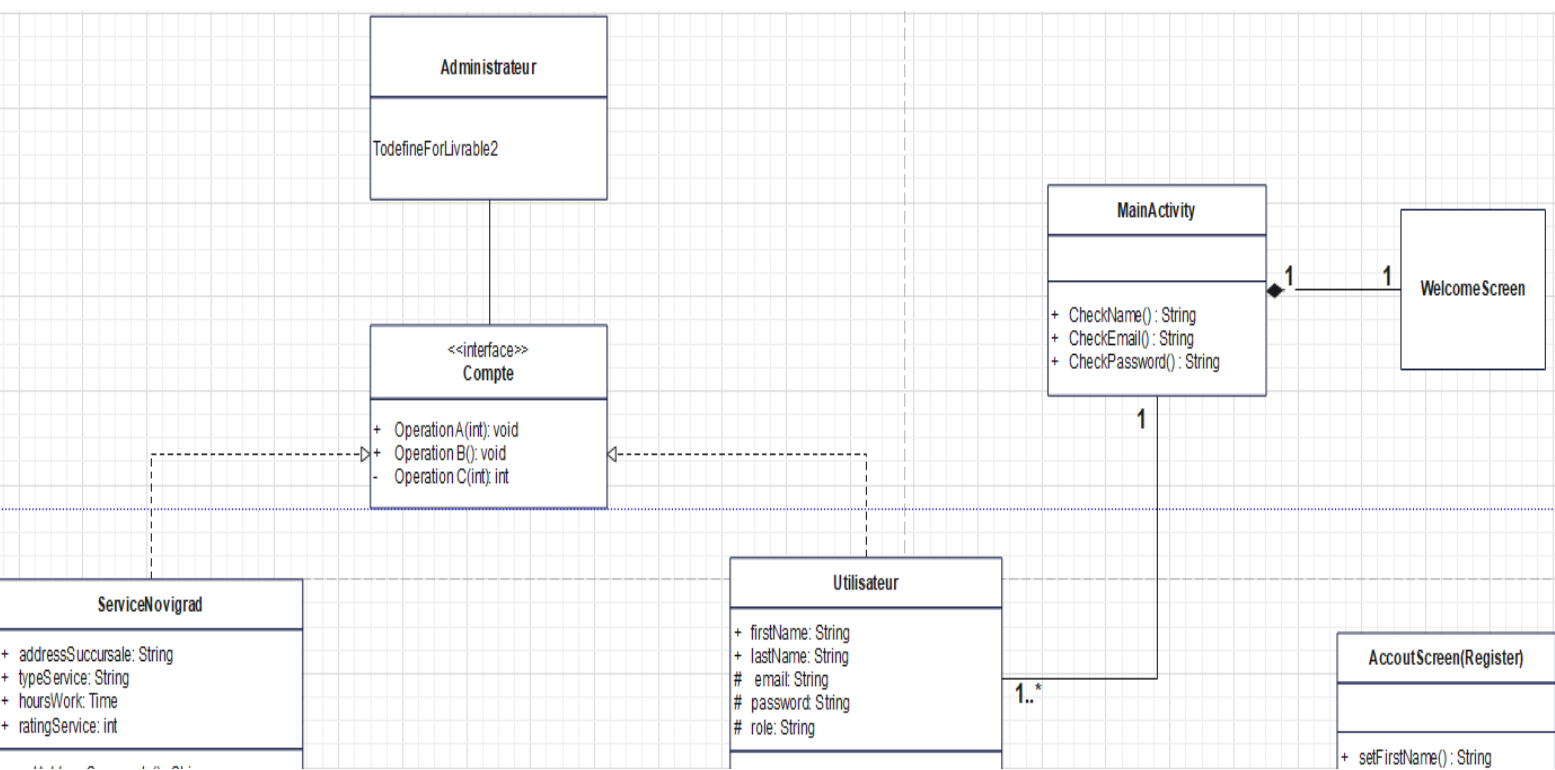 Administrateur
TodefineForLivrable2
<<interface>>
Compte
+ OperationA(int): void
+ Operation B(): void
- Operation C(int): int
MainActivity
+ CheckName() : String
+ CheckEmail() : String
+ CheckPassword() : String
1
1
WelcomeScreen
1
ServiceNovigrad
+ addressSuccursale: String
+ typeService: String
+ hoursWork: Time
+ ratingService: int
Utilisateur
+ firstName: String
+ lastName: String
# email: String
# password: String
# role: String
1..*
AccoutScreen(Register)
+ setFirstName() : String